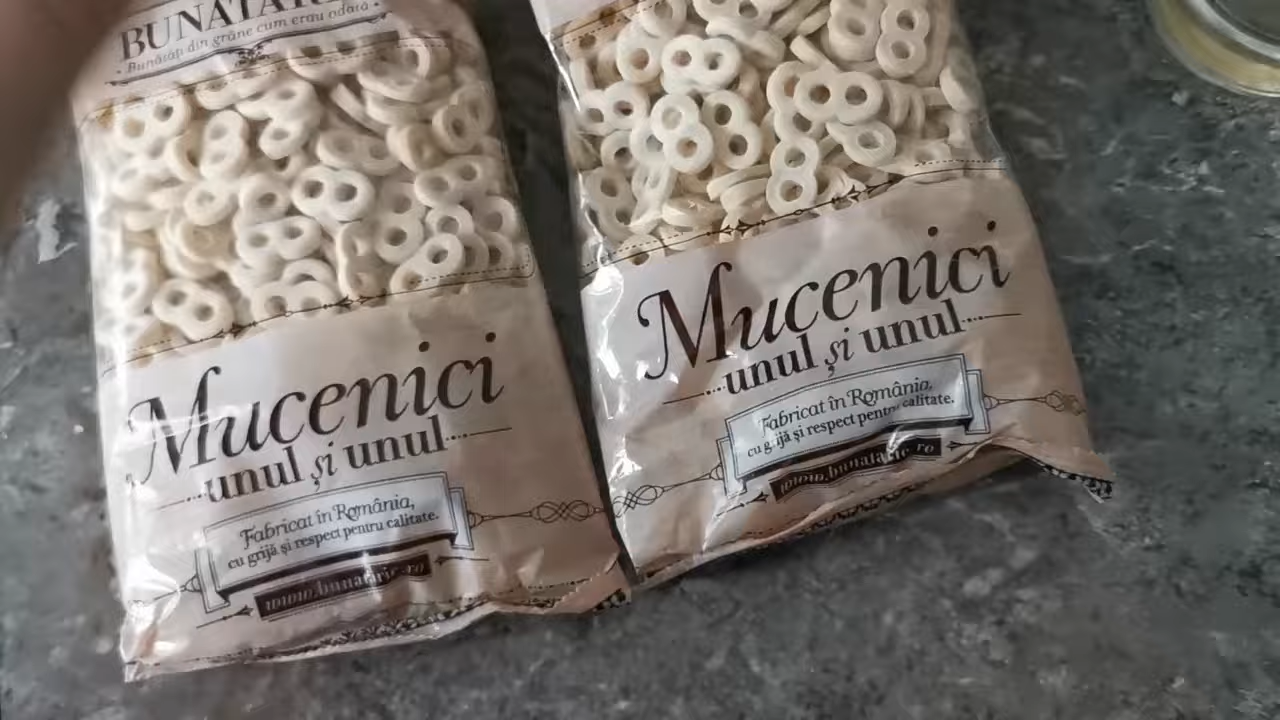 Bunătăți din grâne cum erau odată
Mucenici
unul și unul
Fabricat în România,
cu grijă și respect pentru calitate.
Mucenici
unul și unul
Fabricat în România,
cu grijă și respect pentru calitate.